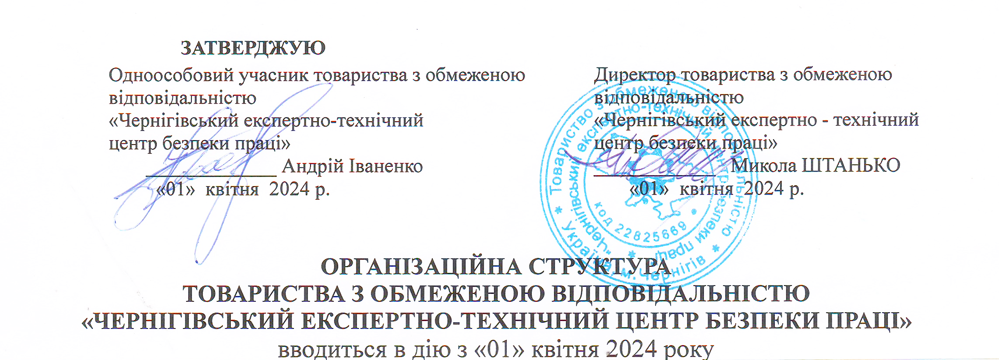 ЗАТВЕРДЖУЮ
Одноособовий учасник товариства з обмеженою
відповідальністю
«Чернігівський експертно-технічний
центр безпеки праці»
Андрій Іваненко
«01» квітня 2024 р.
Директор товариства з обмеженою
відповідальністю
«Чернігівський експертно - технічний
центр безпеки праці»
Микола ШТАНЬКО
«01» квітня 2024 р.
Товариство з обмеженою відповідальністю
* Україна, м.Чернігів *
"Чернігівський експертно-технічний центр безпеки праці"
код 22825669
ОРГАНІЗАЦІЙНА СТРУКТУРА
ТОВАРИСТВА З ОБМЕЖЕНОЮ ВІДПОВІДАЛЬНІСТЮ
«ЧЕРНІГІВСЬКИЙ ЕКСПЕРТНО-ТЕХНІЧНИЙ ЦЕНТР БЕЗПЕКИ ПРАЦІ»
вводиться в дію з «01» квітня 2024 року